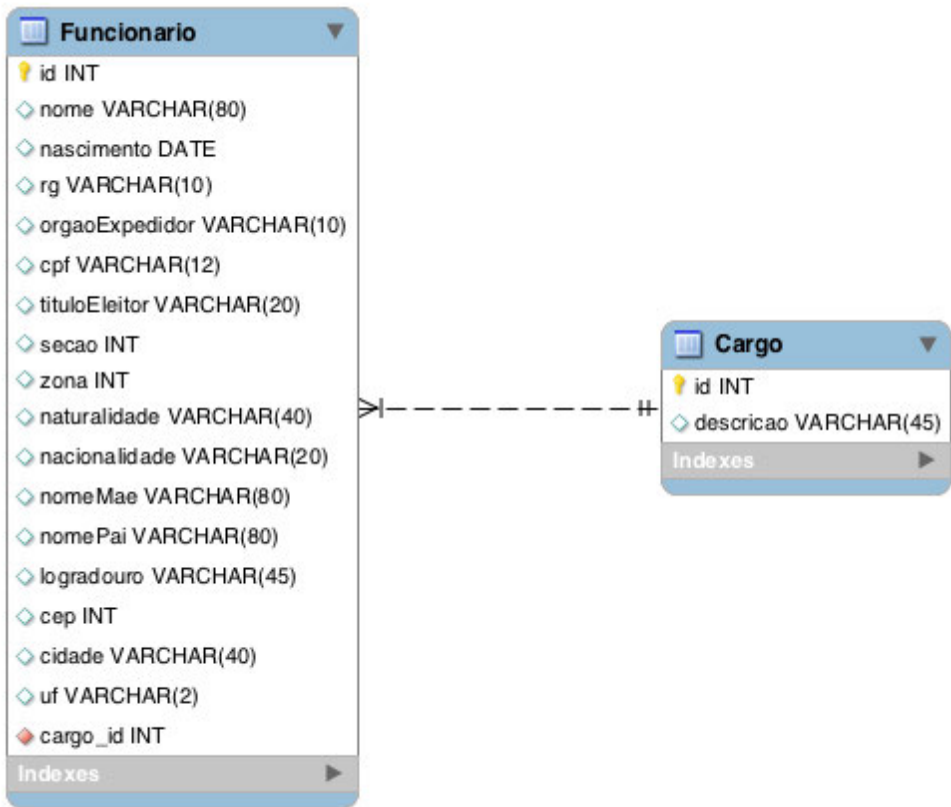 Funcionario
id INT
nome VARCHAR(80)
nascimento DATE
rg VARCHAR(10)
orgaoExpedidor VARCHAR(10)
cpf VARCHAR(12)
tituloEleitor VARCHAR(20)
secao INT
zona INT
naturalidade VARCHAR(40)
nacionalidade VARCHAR(20)
nomeMae VARCHAR(80)
nomePai VARCHAR(80)
logradouro VARCHAR(45)
cep INT
cidade VARCHAR(40)
uf VARCHAR(2)
cargo_id INT
Indexes
Cargo
id INT
descricao VARCHAR(45)
Indexes